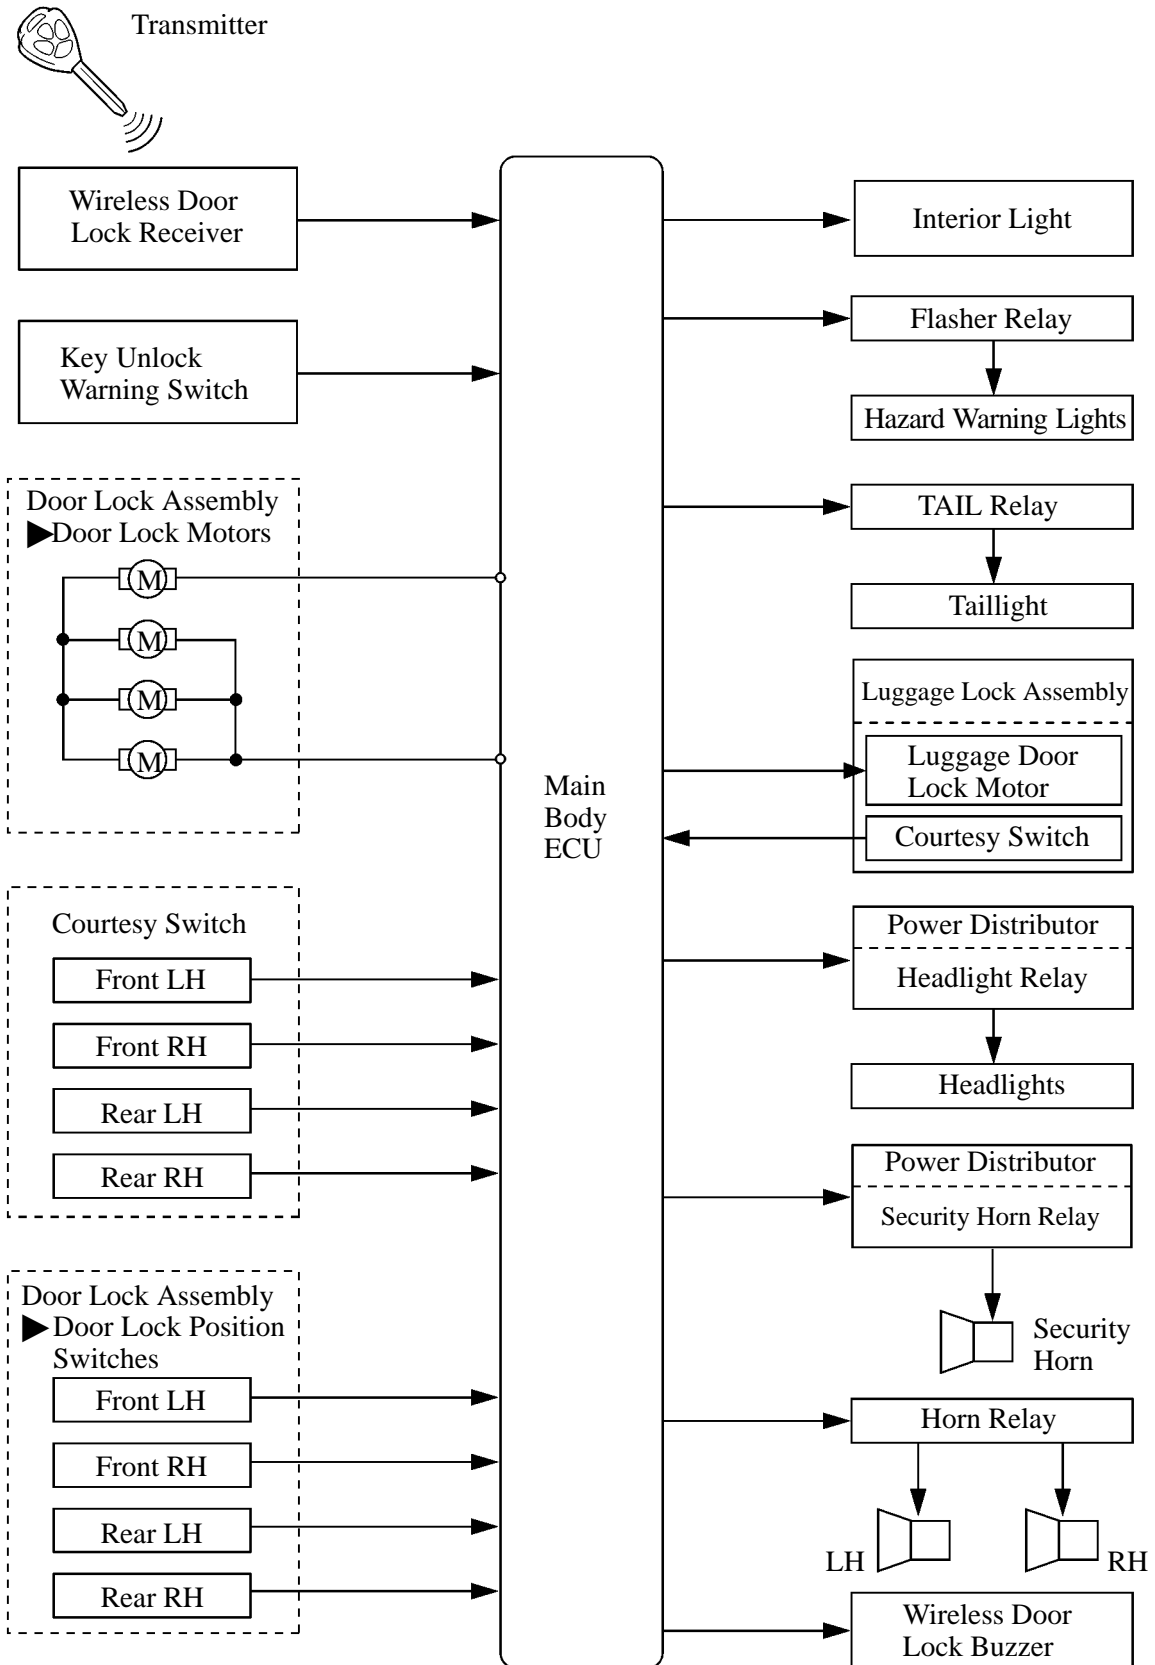 Transmitter
Wireless Door
Lock Receiver
Key Unlock
Warning Switch
Door Lock Assembly
▶Door Lock Motors
M
M
M
M
Courtesy Switch
Front LH
Front RH
Rear LH
Rear RH
Door Lock Assembly
▶Door Lock Position
Switches
Front LH
Front RH
Rear LH
Rear RH
Main
Body
ECU
Interior Light
Flasher Relay
Hazard Warning Lights
TAIL Relay
Taillight
Luggage Lock Assembly
Luggage Door
Lock Motor
Courtesy Switch
Power Distributor
Headlight Relay
Headlights
Power Distributor
Security Horn Relay
Security
Horn
Horn Relay
LH
RH
Wireless Door
Lock Buzzer